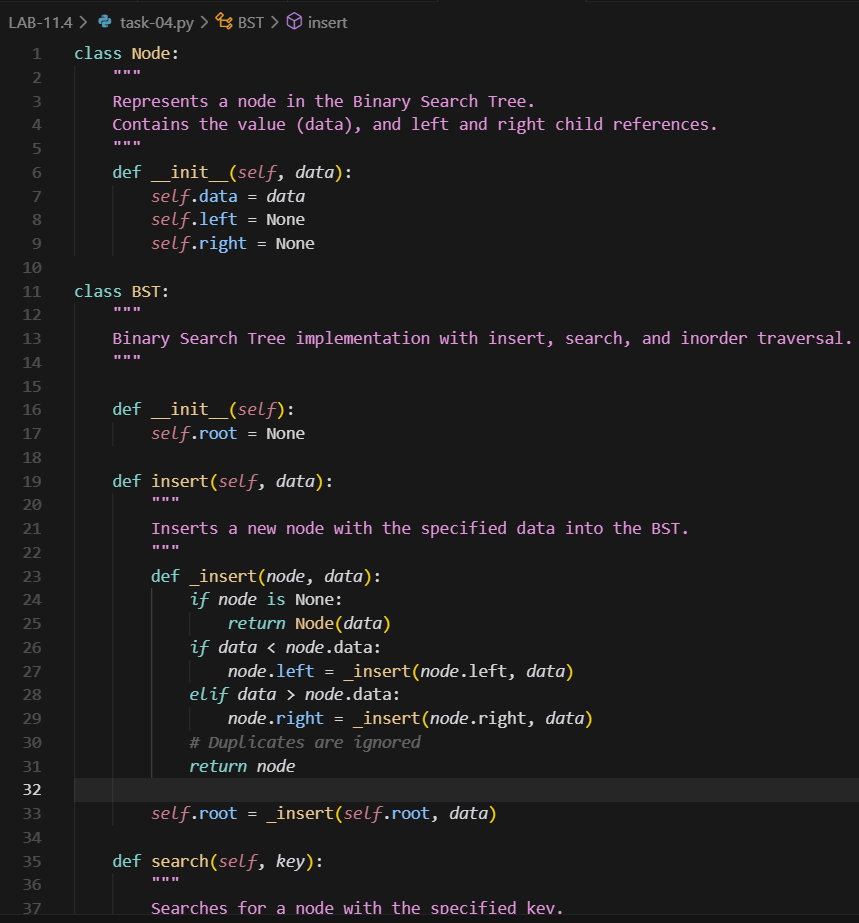 LAB-11.4 > task-04.py > BST > insert
1 class Node:
2     """
3     Represents a node in the Binary Search Tree.
4     Contains the value (data), and left and right child references.
5     """
6     def __init__(self, data):
7         self.data = data
8         self.left = None
9         self.right = None
10
11 class BST:
12     """
13     Binary Search Tree implementation with insert, search, and inorder traversal.
14     """
15
16     def __init__(self):
17         self.root = None
18
19     def insert(self, data):
20         """
21         Inserts a new node with the specified data into the BST.
22         """
23         def _insert(node, data):
24             if node is None:
25                 return Node(data)
26             if data < node.data:
27                 node.left = _insert(node.left, data)
28             elif data > node.data:
29                 node.right = _insert(node.right, data)
30             # Duplicates are ignored
31             return node
32
33         self.root = _insert(self.root, data)
34
35     def search(self, key):
36         """
37         Searches for a node with the specified key.